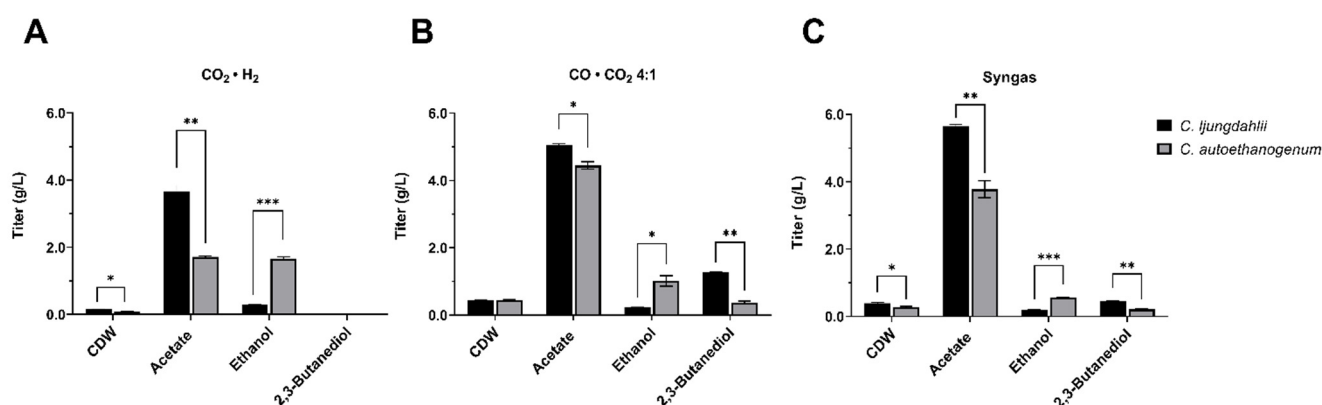 A
CO₂ • H₂
Titer (g/L)
6.0
4.0
2.0
0.0
*
**
***
CDW
Acetate
Ethanol
2,3-Butanediol
B
CO • CO₂ 4:1
Titer (g/L)
6.0
4.0
2.0
0.0
*
*
**
CDW
Acetate
Ethanol
2,3-Butanediol
C
Syngas
Titer (g/L)
6.0
4.0
2.0
0.0
*
**
***
**
CDW
Acetate
Ethanol
2,3-Butanediol
C. ljungdahlii
C. autoethanogenum